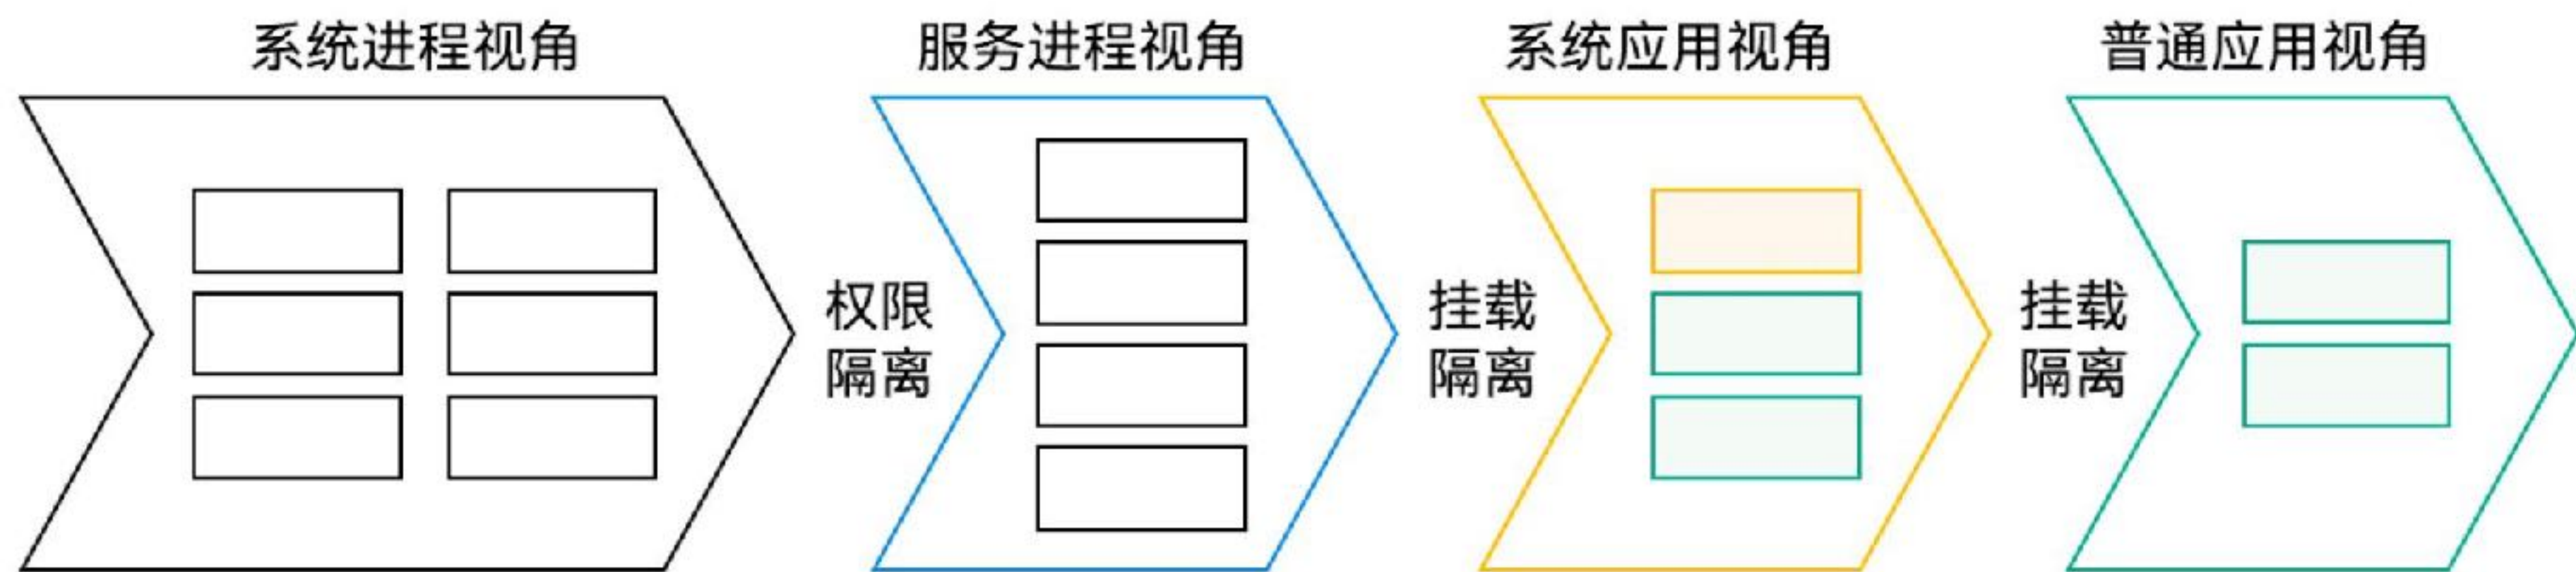 系统进程视角
服务进程视角
系统应用视角
普通应用视角
权限
隔离
挂载
隔离
挂载
隔离